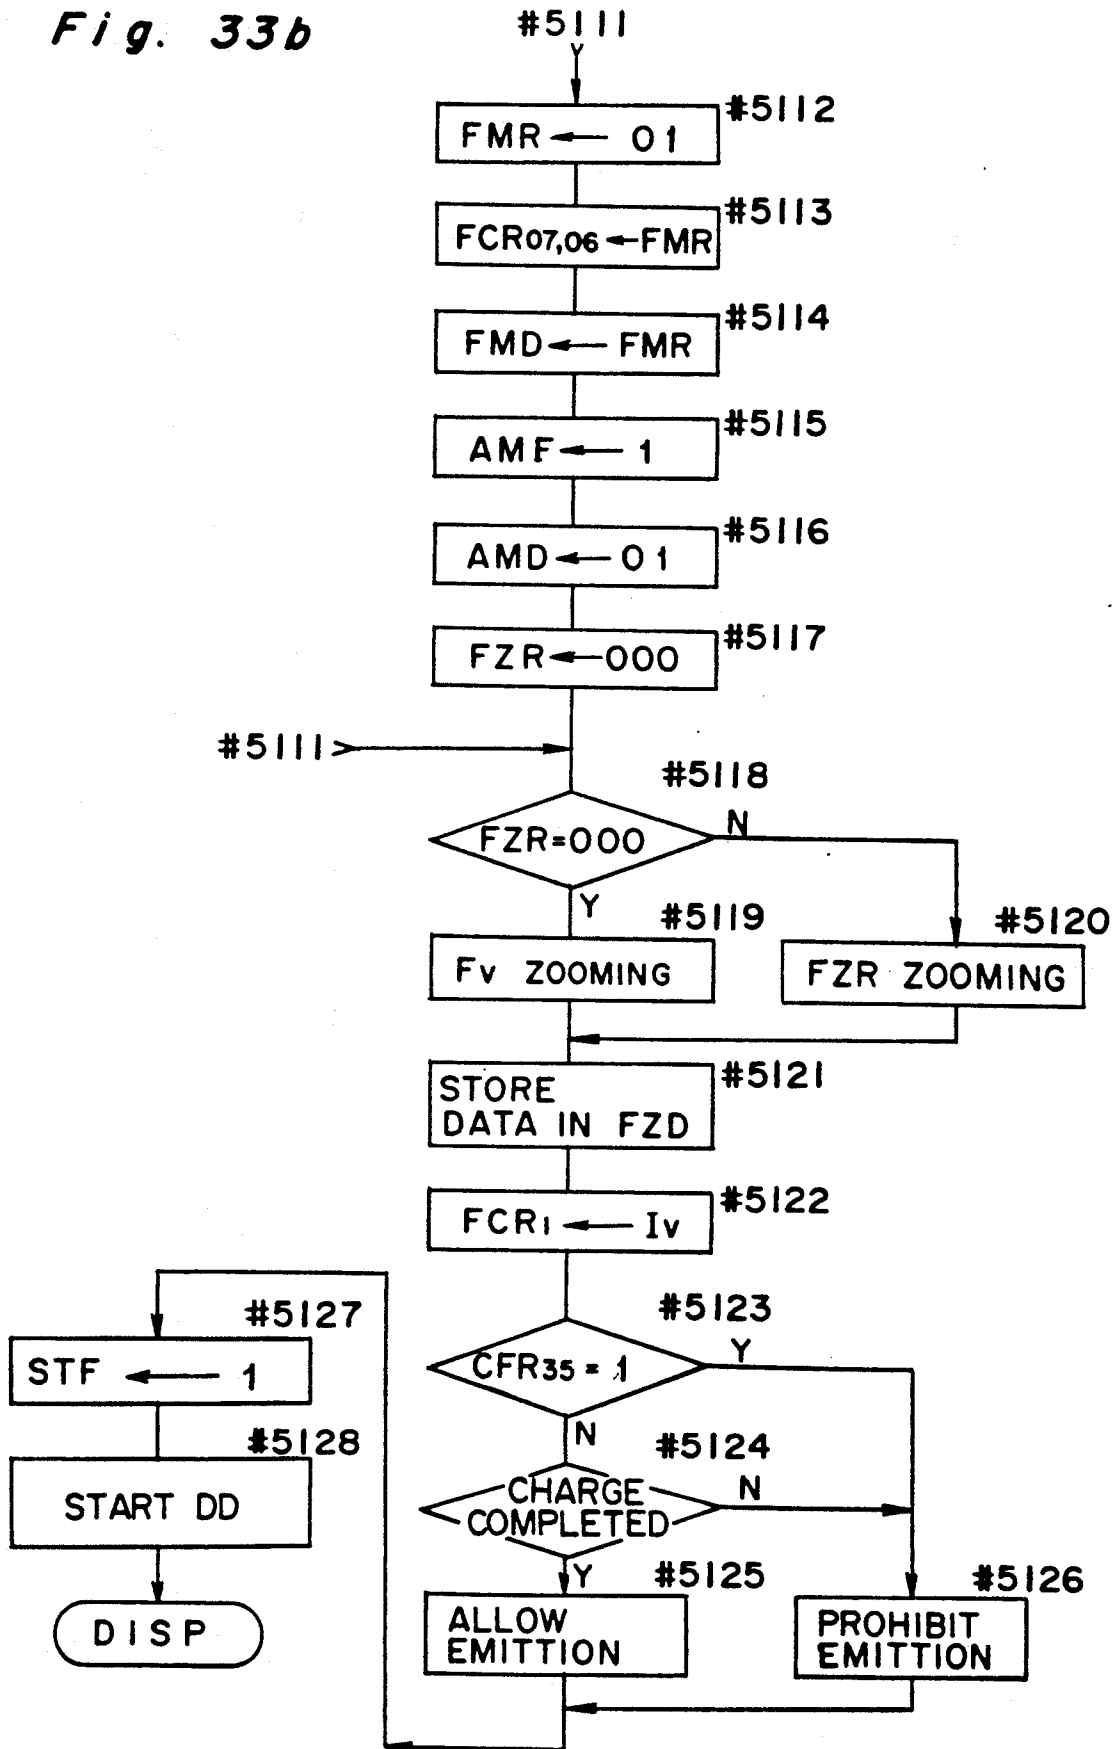 Fig. 33b
#5111
Y
#5112
FMR ← 01
#5113
FCR07,06 ← FMR
#5114
FMD ← FMR
#5115
AMF ← 1
#5116
AMD ← 01
#5117
FZR ← 000
#5111
#5118
FZR=000
N
Y
#5119
Fv ZOOMING
#5120
FZR ZOOMING
#5121
STORE
DATA IN FZD
#5122
FCR1 ← Iv
#5123
CFR35 = 1
Y
N
#5124
CHARGE
COMPLETED
N
Y
#5125
ALLOW
EMITTION
#5126
PROHIBIT
EMITTION
#5127
STF ← 1
#5128
START DD
DISP